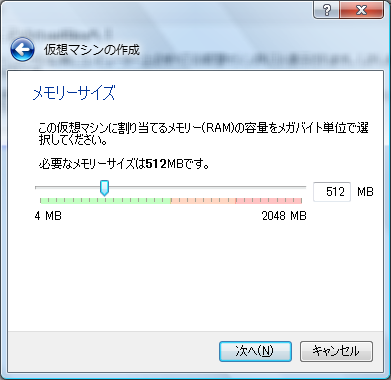 ?
仮想マシンの作成
メモリーサイズ
この仮想マシンに割り当てるメモリー(RAM)の容量をメガバイト単位で選
択してください。
必要なメモリーサイズは512MBです。
512 MB
4 MB 2048 MB
次へ(N) キャンセル